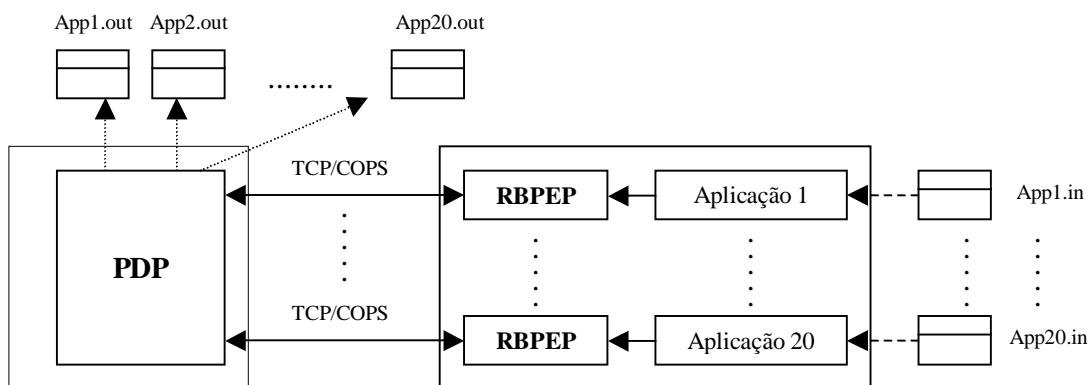 App1.out App2.out App20.out
........
TCP/COPS
RBPEP Aplicação 1 App1.in
PDP
TCP/COPS
RBPEP Aplicação 20 App20.in